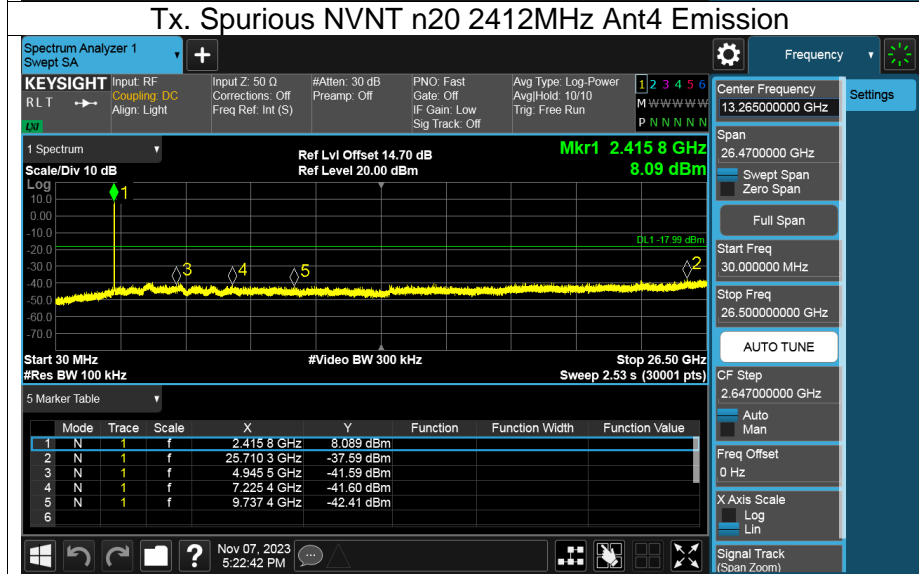 Tx. Spurious NVNT n20 2412MHz Ant4 Emission
Spectrum Analyzer 1
Swept SA
+
Frequency
KEYSIGHT
RLT
LXI
Input: RF
Coupling: DC
Align: Light
Input Z: 50 Ω
Corrections: Off
Freq Ref: Int (S)
#Atten: 30 dB
Preamp: Off
PNO: Fast
Gate: Off
IF Gain: Low
Sig Track: Off
Avg Type: Log-Power
Avg|Hold: 10/10
Trig: Free Run
1 2 3 4 5 6
M W W W W W
P N N N N N
Center Frequency
13.265000000 GHz
Settings
Span
26.4700000 GHz
Swept Span
Zero Span
Full Span
Start Freq
30.000000 MHz
Stop Freq
26.500000000 GHz
AUTO TUNE
CF Step
2.647000000 GHz
Auto
Man
Freq Offset
0 Hz
X Axis Scale
Log
Lin
Signal Track
(Span Zoom)
1 Spectrum
Scale/Div 10 dB
Ref Lvl Offset 14.70 dB
Ref Level 20.00 dBm
Mkr1 2.415 8 GHz
8.09 dBm
Log
10.0
0.00
-10.0
-20.0
-30.0
-40.0
-50.0
-60.0
-70.0
1
DL1 -17.99 dBm
3
4
5
2
Start 30 MHz
#Res BW 100 kHz
#Video BW 300 kHz
Stop 26.50 GHz
Sweep 2.53 s (30001 pts)
5 Marker Table
Mode Trace Scale X Y Function Function Width Function Value
1 N 1 f 2.415 8 GHz 8.089 dBm
2 N 1 f 25.710 3 GHz -37.59 dBm
3 N 1 f 4.945 5 GHz -41.59 dBm
4 N 1 f 7.225 4 GHz -41.60 dBm
5 N 1 f 9.737 4 GHz -42.41 dBm
6
?
Nov 07, 2023
5:22:42 PM